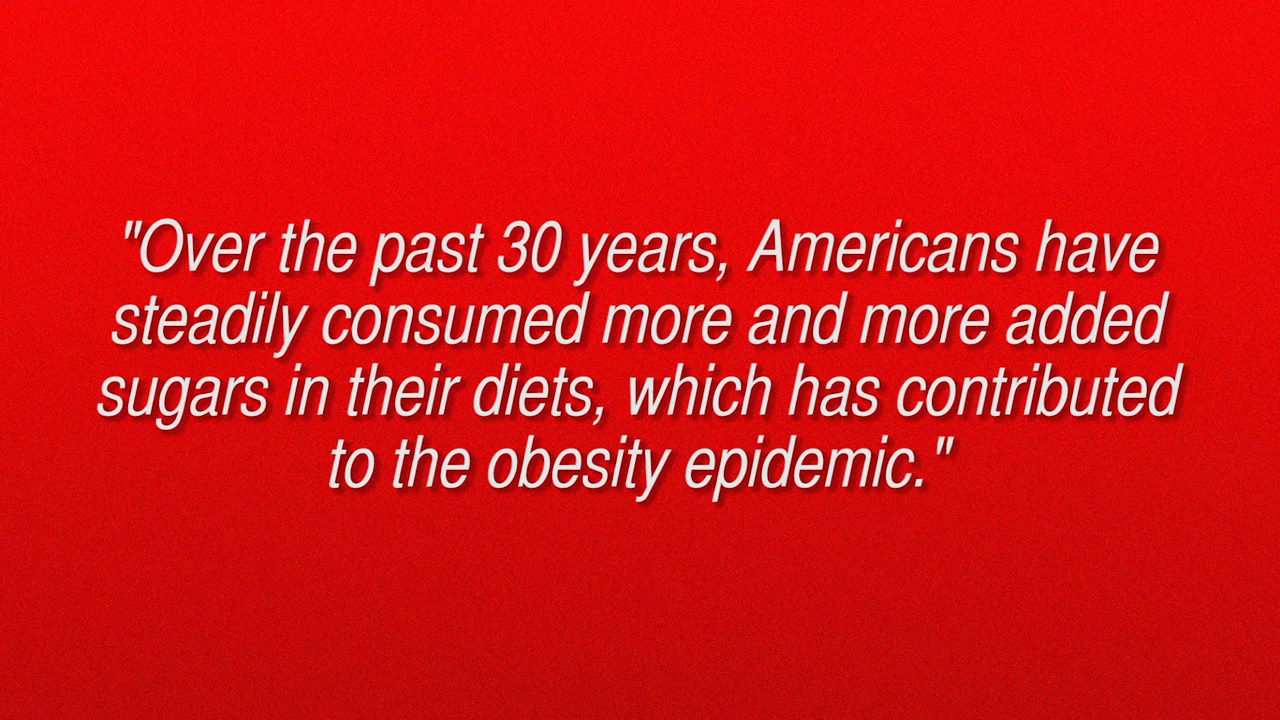 "Over the past 30 years, Americans have
steadily consumed more and more added
sugars in their diets, which has contributed
to the obesity epidemic."